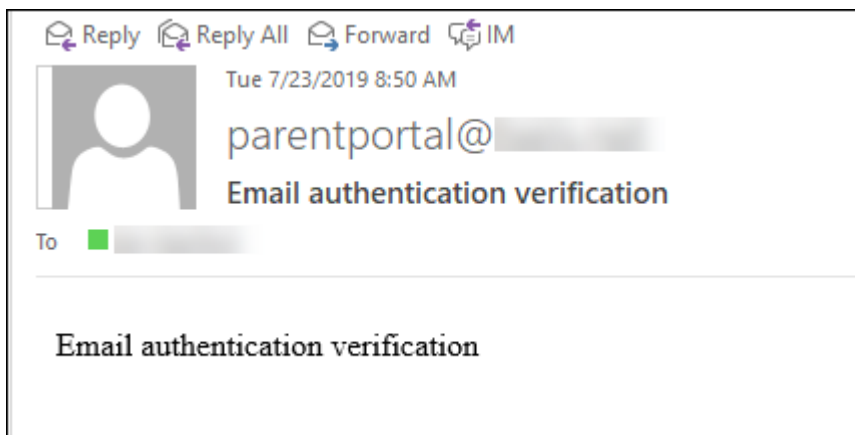 Reply Reply All Forward IM
Tue 7/23/2019 8:50 AM
parentportal@
Email authentication verification
To
Email authentication verification